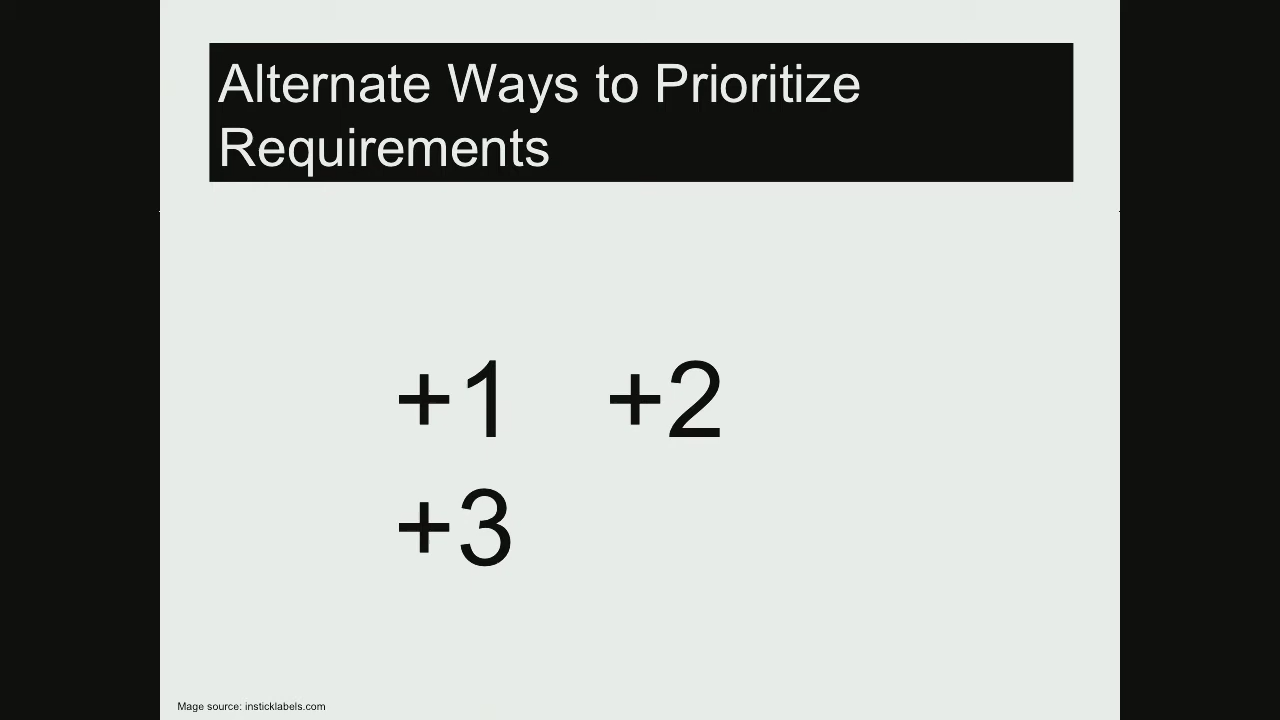 Alternate Ways to Prioritize
Requirements
+1 +2
+3
Mage source: insticklabels.com